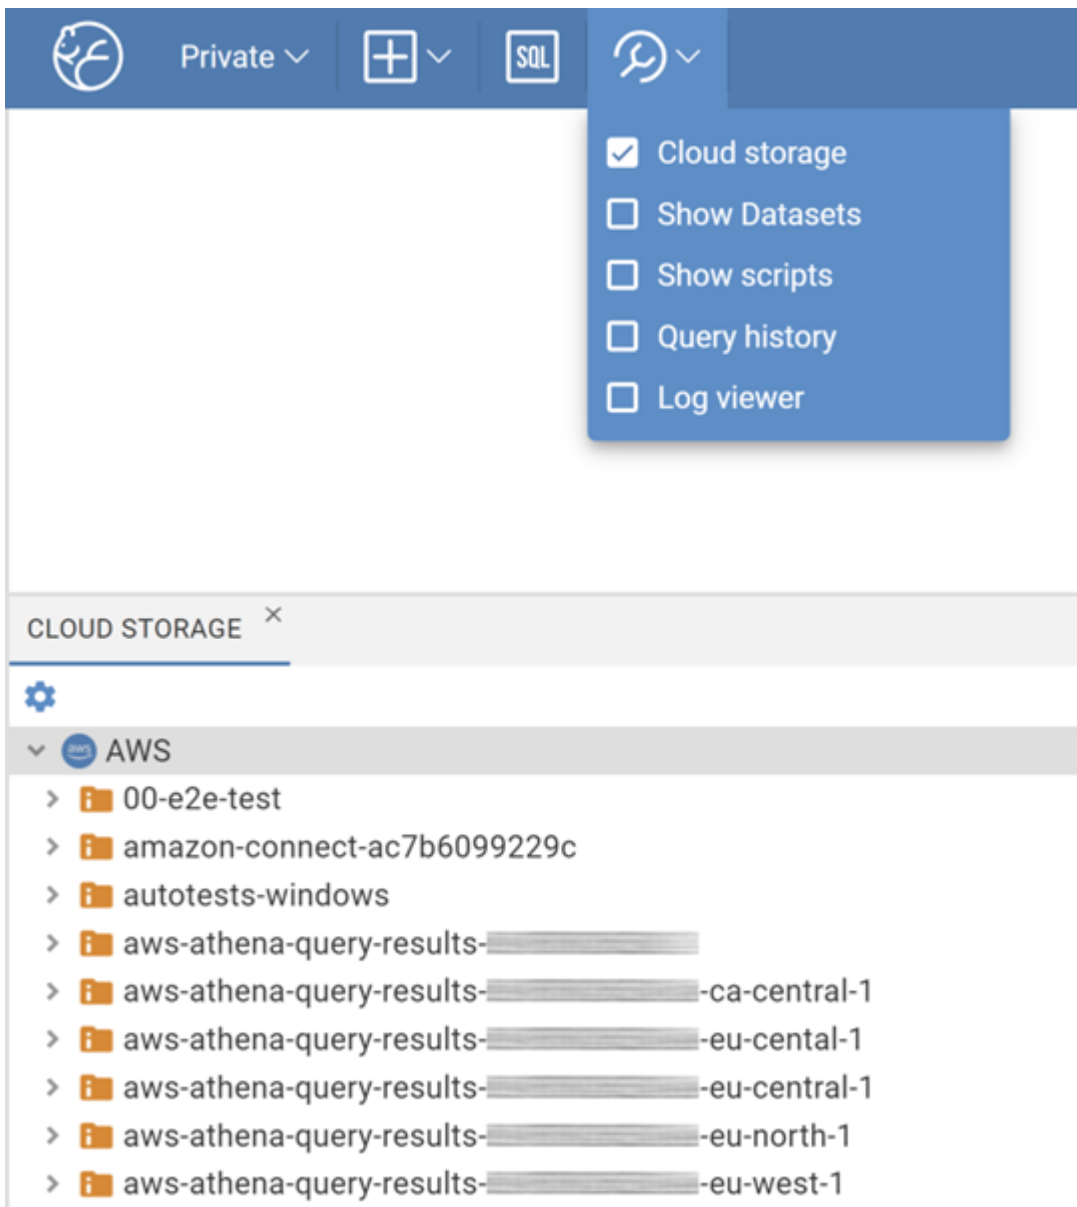 Private
SQL
Cloud storage
Show Datasets
Show scripts
Query history
Log viewer
CLOUD STORAGE
aws AWS
00-e2e-test
amazon-connect-ac7b6099229c
autotests-windows
aws-athena-query-results-
aws-athena-query-results- -ca-central-1
aws-athena-query-results- -eu-cental-1
aws-athena-query-results- -eu-central-1
aws-athena-query-results- -eu-north-1
aws-athena-query-results- -eu-west-1